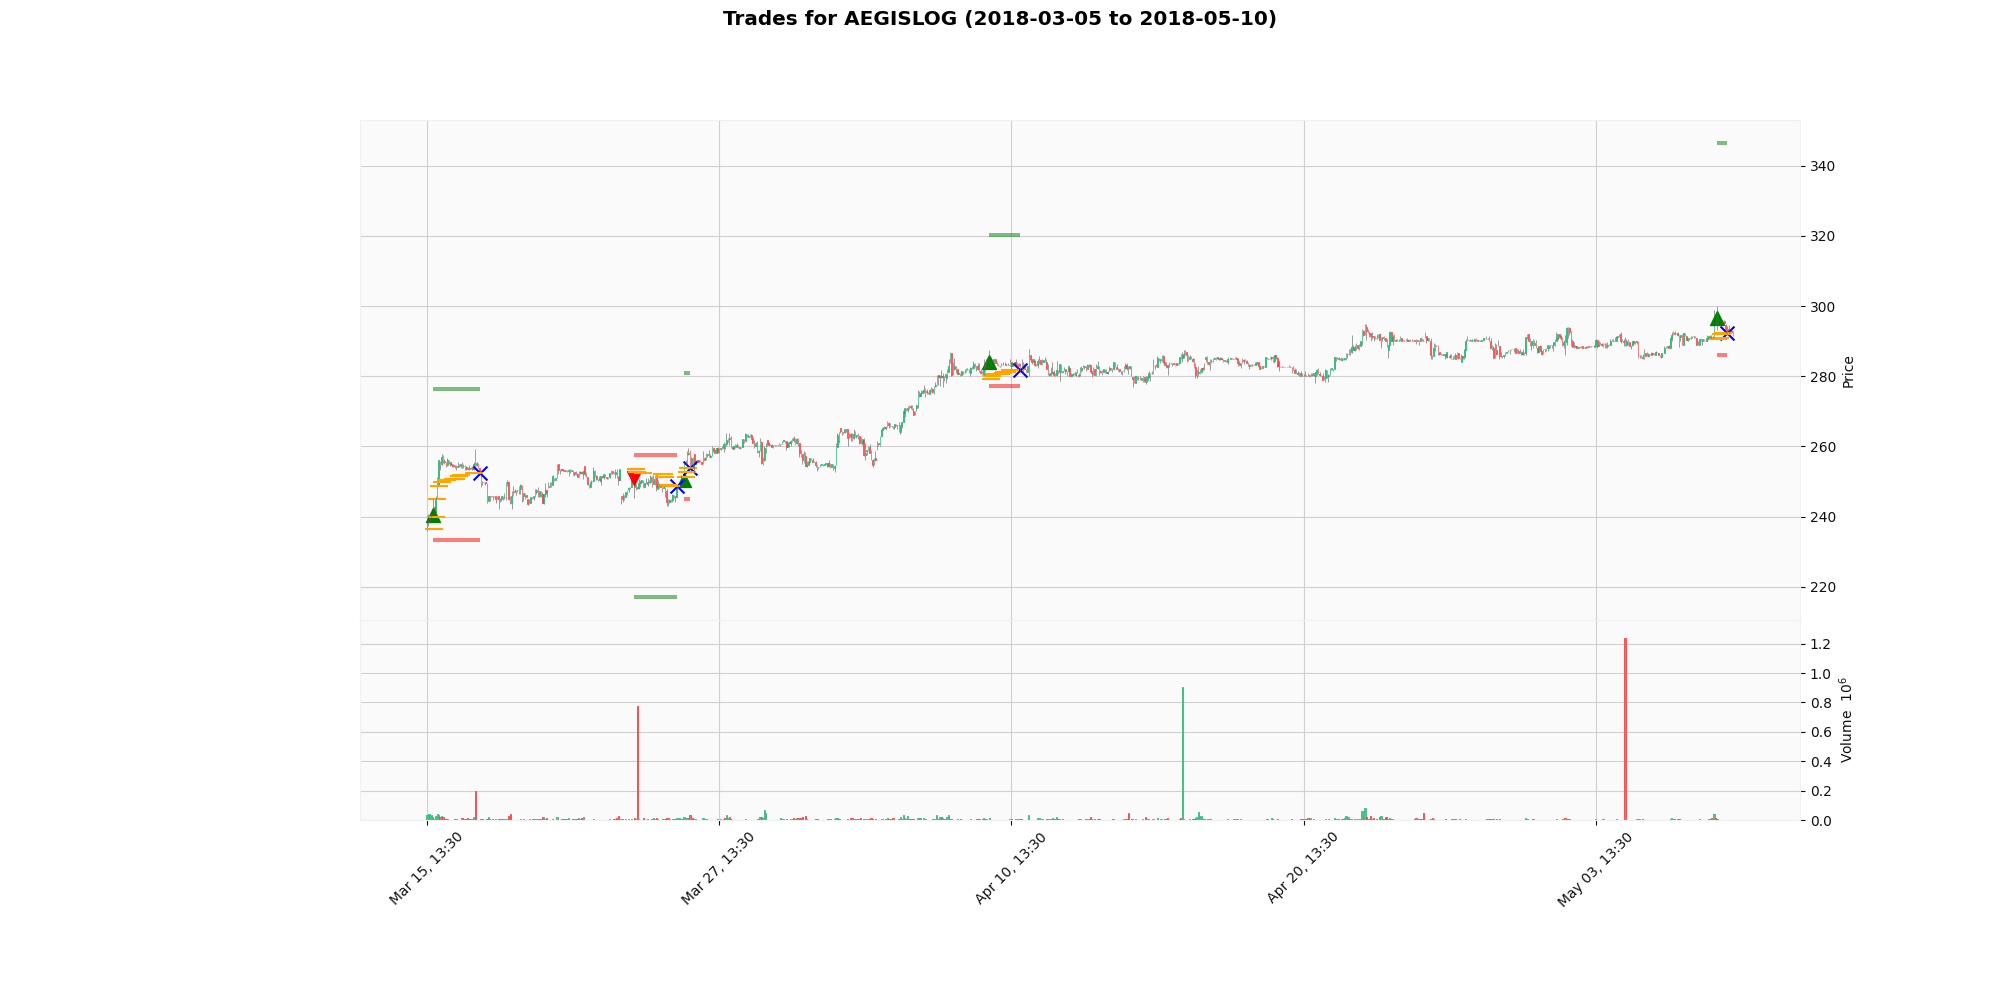 Trades for AEGISLOG (2018-03-05 to 2018-05-10)
340
320
300
280
260
240
220
Price
1.2
1.0
0.8
0.6
0.4
0.2
0.0
Volume 10⁶
Mar 15, 13:30
Mar 27, 13:30
Apr 10, 13:30
Apr 20, 13:30
May 03, 13:30